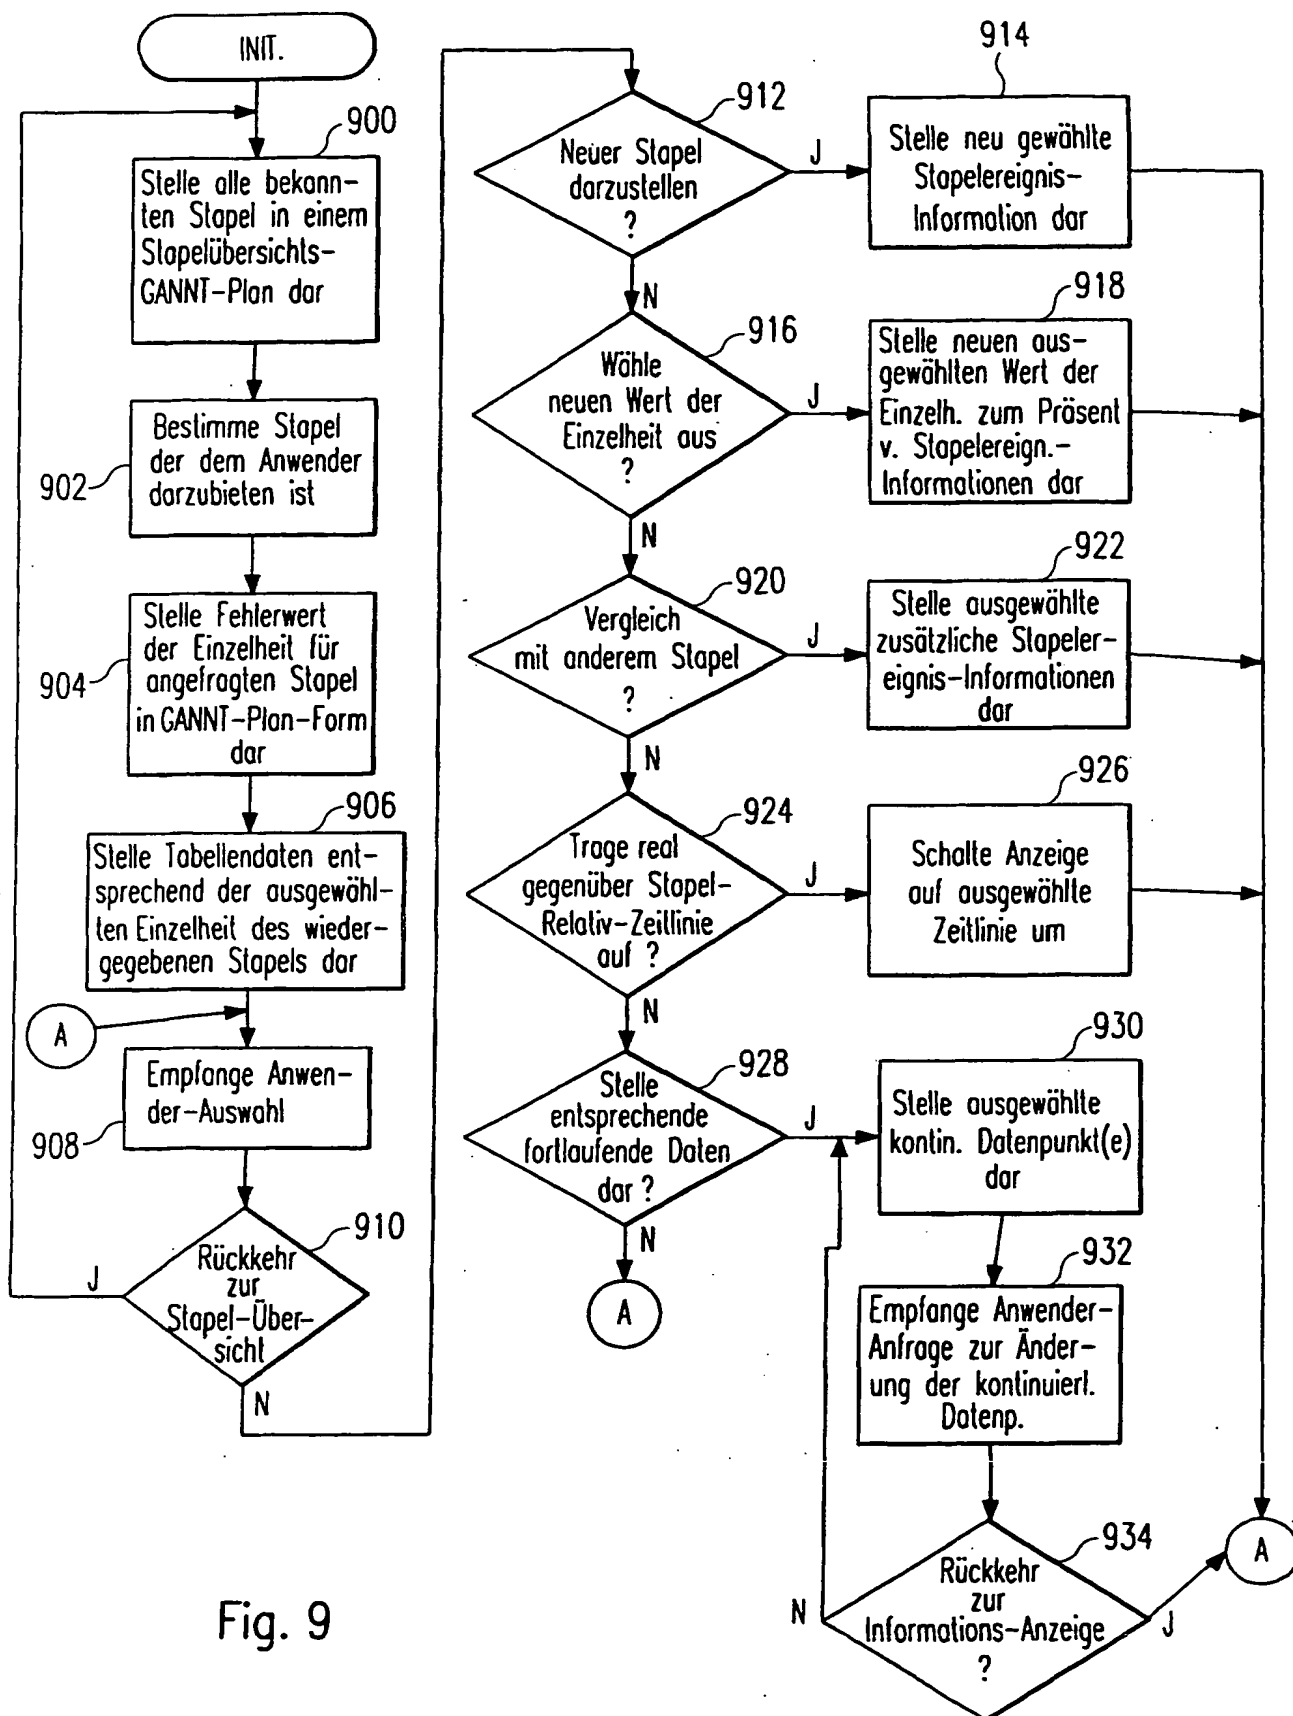 INIT.
900
Stelle alle bekann-
ten Stapel in einem
Stapelübersichts-
GANNT-Plan dar
902
Bestimme Stapel
der dem Anwender
darzubieten ist
904
Stelle Fehlerwert
der Einzelheit für
angefragten Stapel
in GANNT-Plan-Form
dar
906
Stelle Tabellendaten ent-
sprechend der ausgewähl-
ten Einzelheit des wieder-
gegebenen Stapels dar
A
908
Empfange Anwen-
der-Auswahl
910
Rückkehr
zur
Stapel-Über-
sicht
J
N
912
Neuer Stapel
darzustellen
?
J
N
914
Stelle neu gewählte
Stapelereignis-
Information dar
916
Wähle
neuen Wert der
Einzelheit aus
?
J
N
918
Stelle neuen aus-
gewählten Wert der
Einzelh. zum Präsent
v. Stapelereign.-
Informationen dar
920
Vergleich
mit anderem Stapel
?
J
N
922
Stelle ausgewählte
zusätzliche Stapeler-
eignis-Informationen
dar
924
Trage real
gegenüber Stapel-
Relativ-Zeitlinie
auf ?
J
N
926
Schalte Anzeige
auf ausgewählte
Zeitlinie um
928
Stelle
entsprechende
fortlaufende Daten
dar ?
J
N
A
930
Stelle ausgewählte
kontin. Datenpunkt(e)
dar
932
Empfange Anwender-
Anfrage zur Änder-
ung der kontinuierl.
Datenp.
934
Rückkehr
zur
Informations-Anzeige
?
N
J
A
Fig. 9